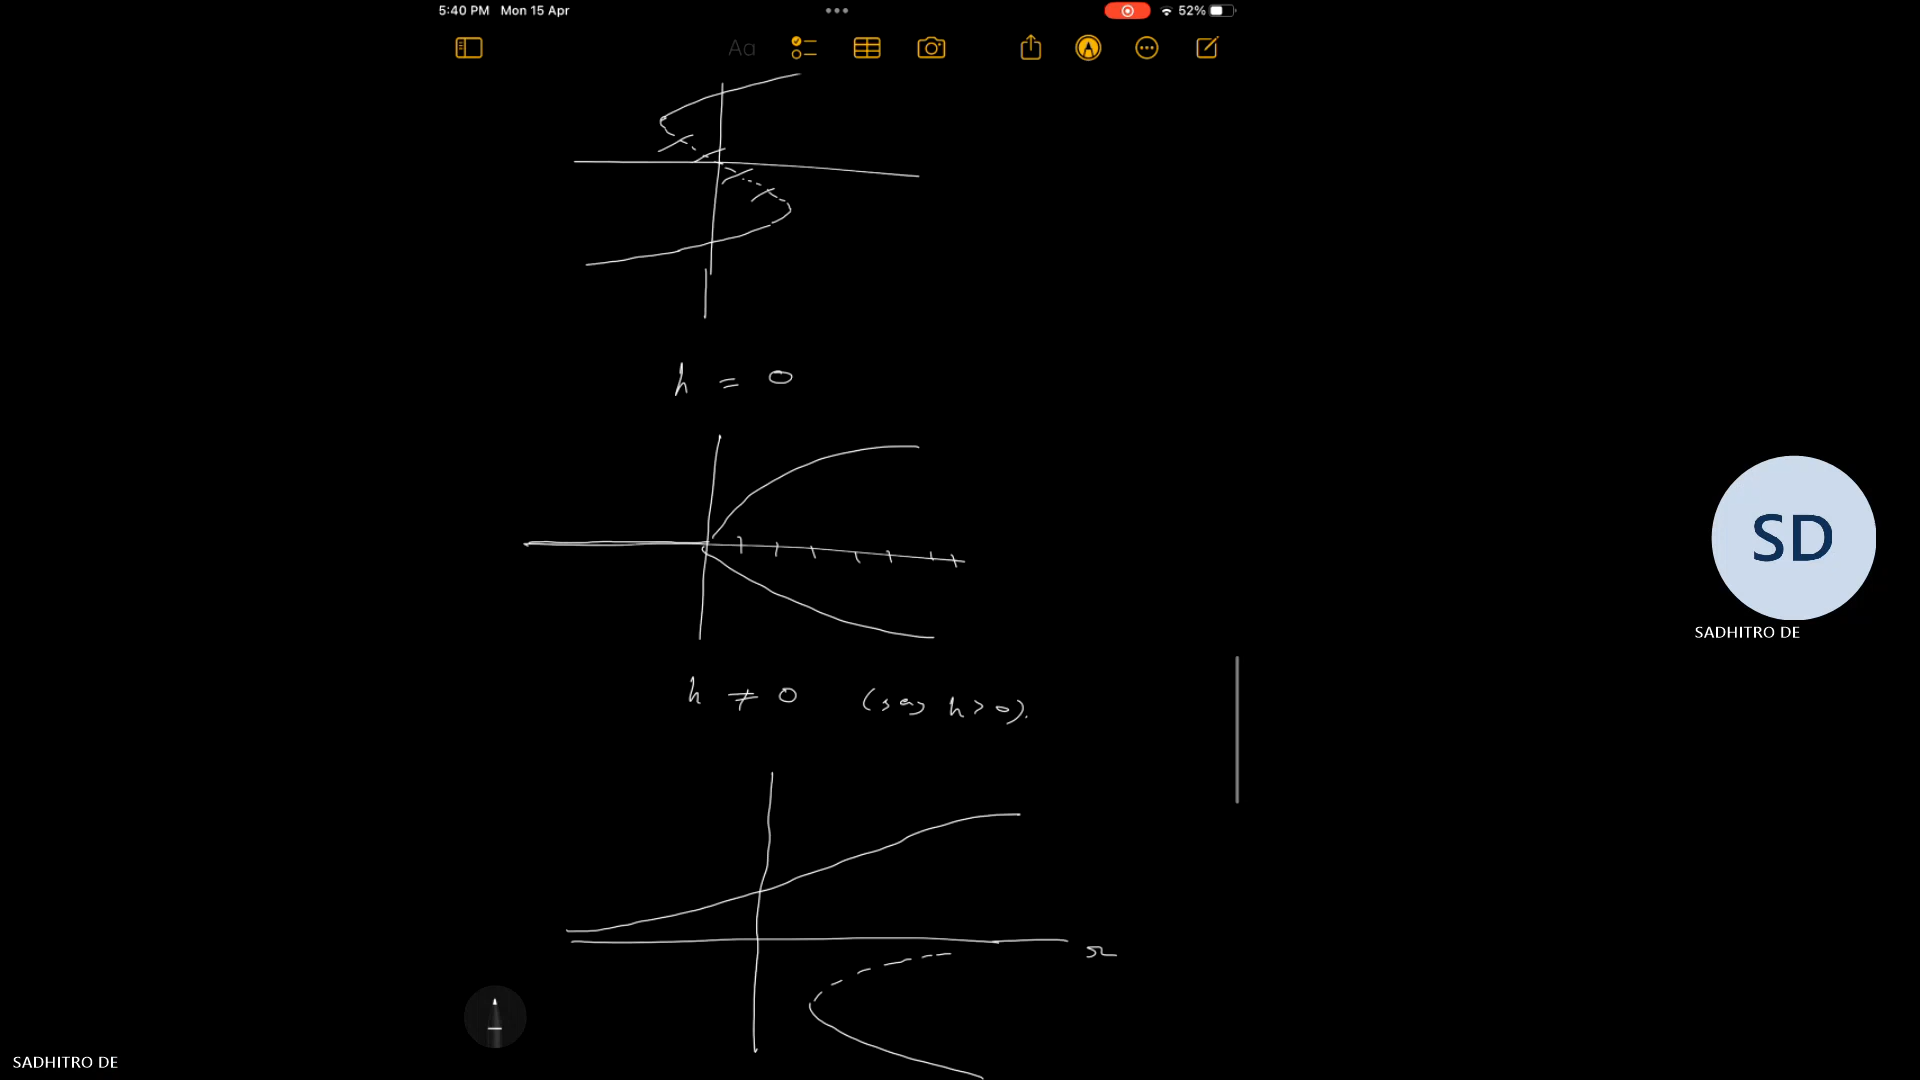 5:40 PM Mon 15 Apr
52%
Aa
h = 0
SD
SADHITRO DE
h ≠ 0 (say h > 0).
r
SADHITRO DE